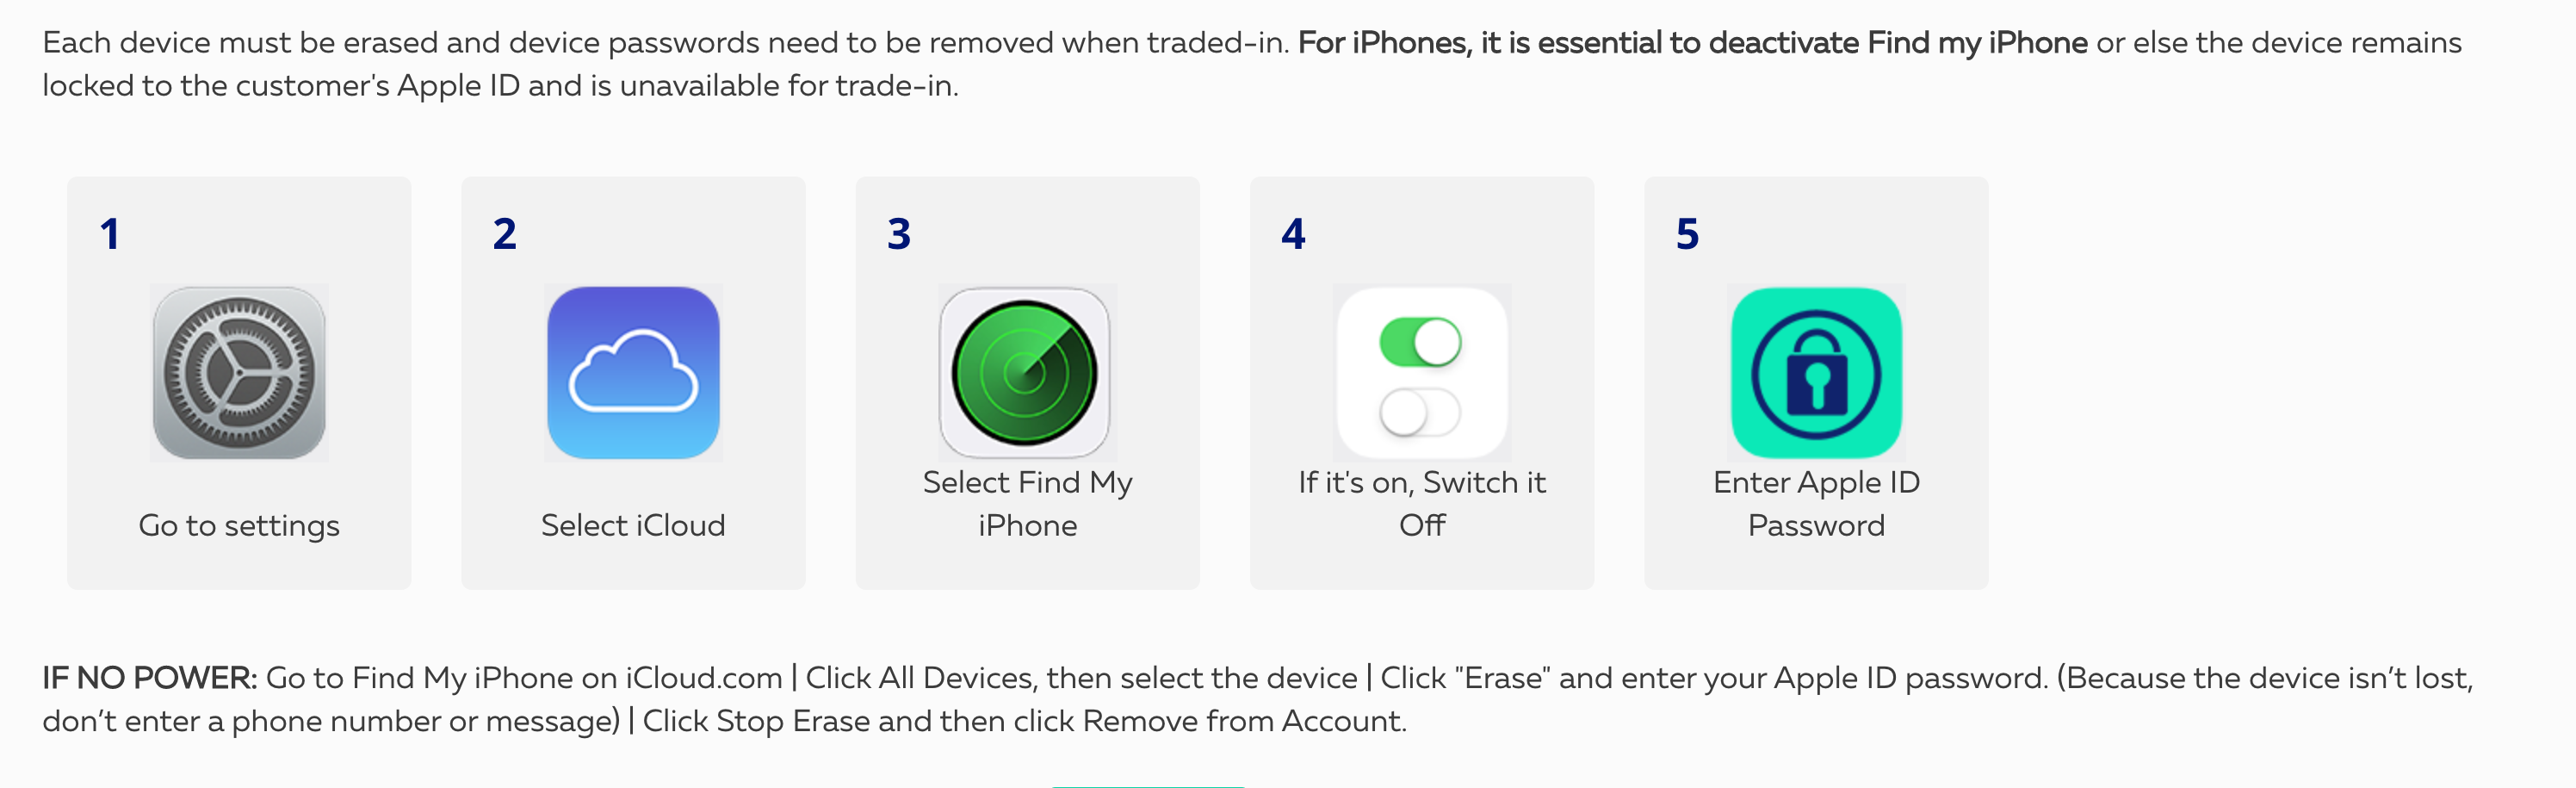 Each device must be erased and device passwords need to be removed when traded-in. For iPhones, it is essential to deactivate Find my iPhone or else the device remains
locked to the customer's Apple ID and is unavailable for trade-in.
1
Go to settings
2
Select iCloud
3
Select Find My
iPhone
4
If it's on, Switch it
Off
5
Enter Apple ID
Password
IF NO POWER: Go to Find My iPhone on iCloud.com | Click All Devices, then select the device | Click "Erase" and enter your Apple ID password. (Because the device isn’t lost,
don’t enter a phone number or message) | Click Stop Erase and then click Remove from Account.